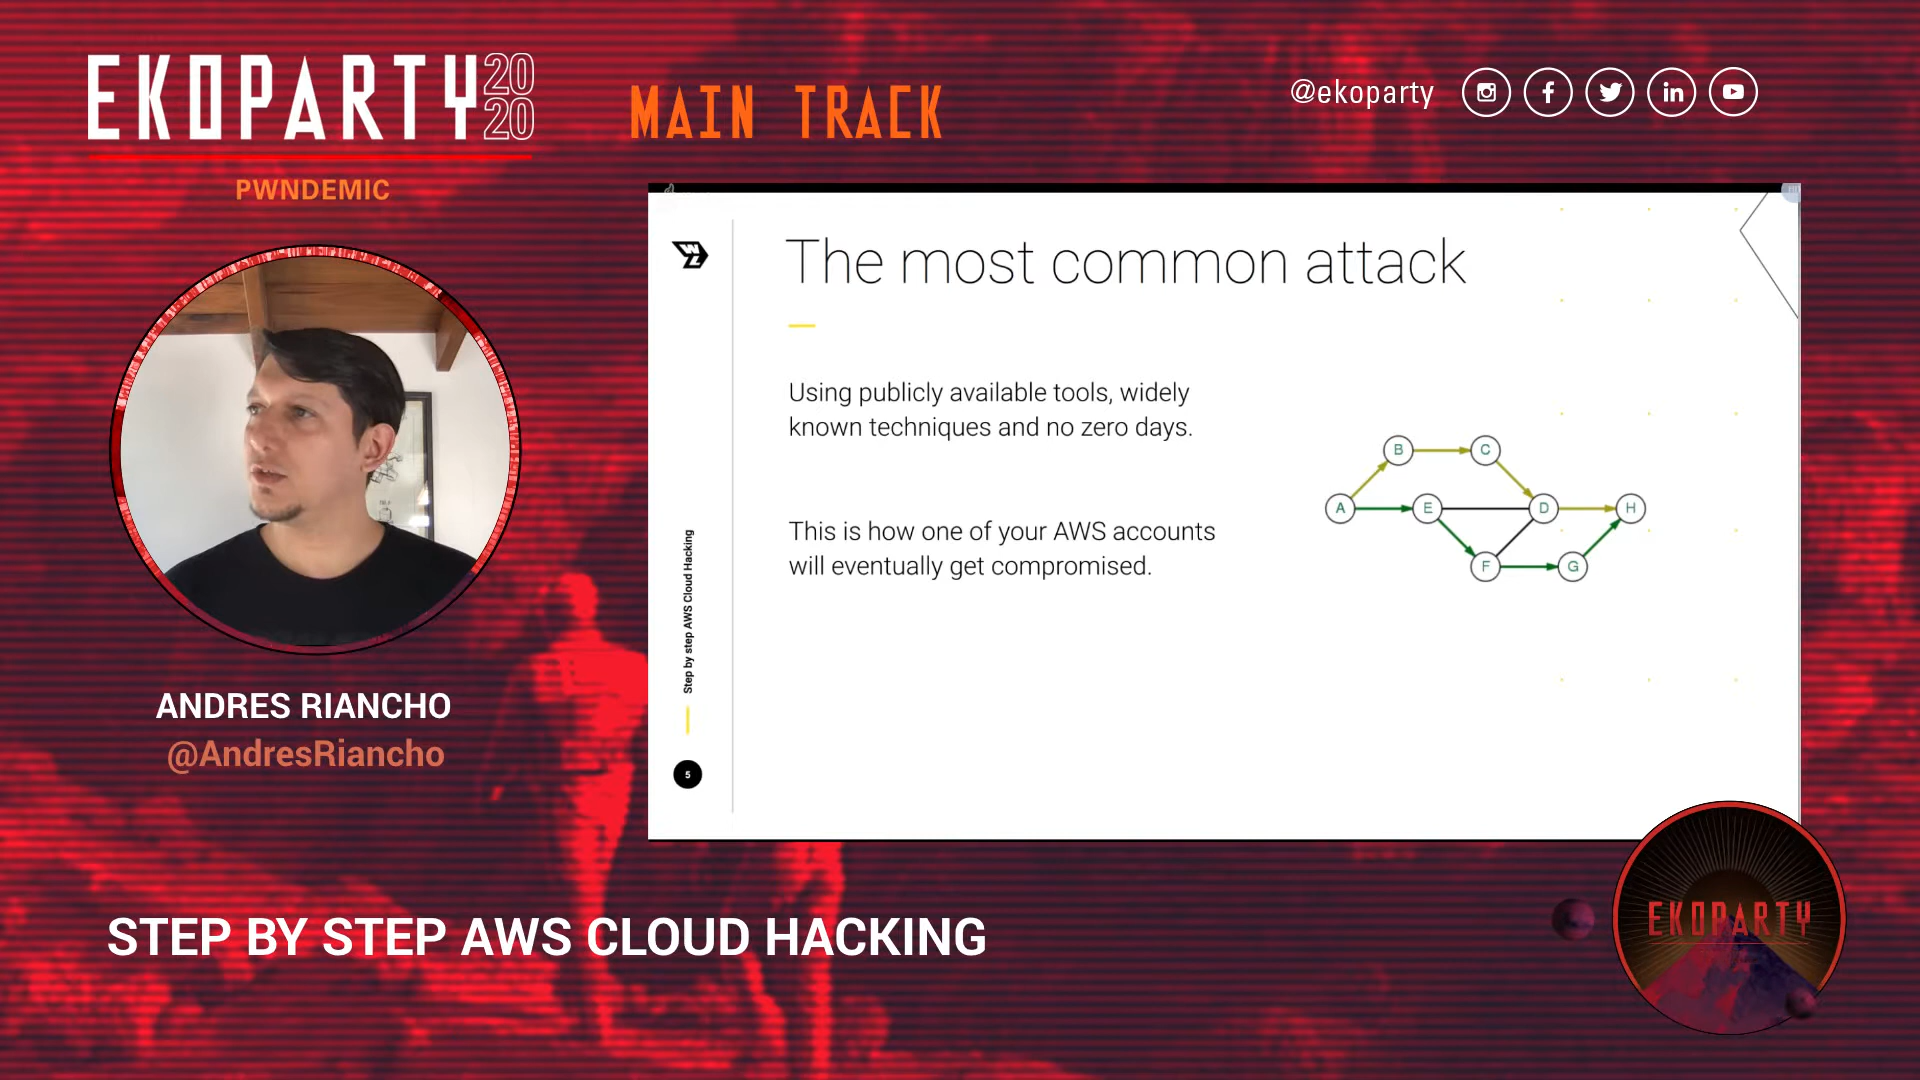 EKOPARTY
20
20
PWNDEMIC
MAIN TRACK
@ekoparty
The most common attack
Using publicly available tools, widely
known techniques and no zero days.
This is how one of your AWS accounts
will eventually get compromised.
B C
A E D H
F G
Step by step AWS Cloud Hacking
5
ANDRES RIANCHO
@AndresRiancho
STEP BY STEP AWS CLOUD HACKING
EKOPARTY